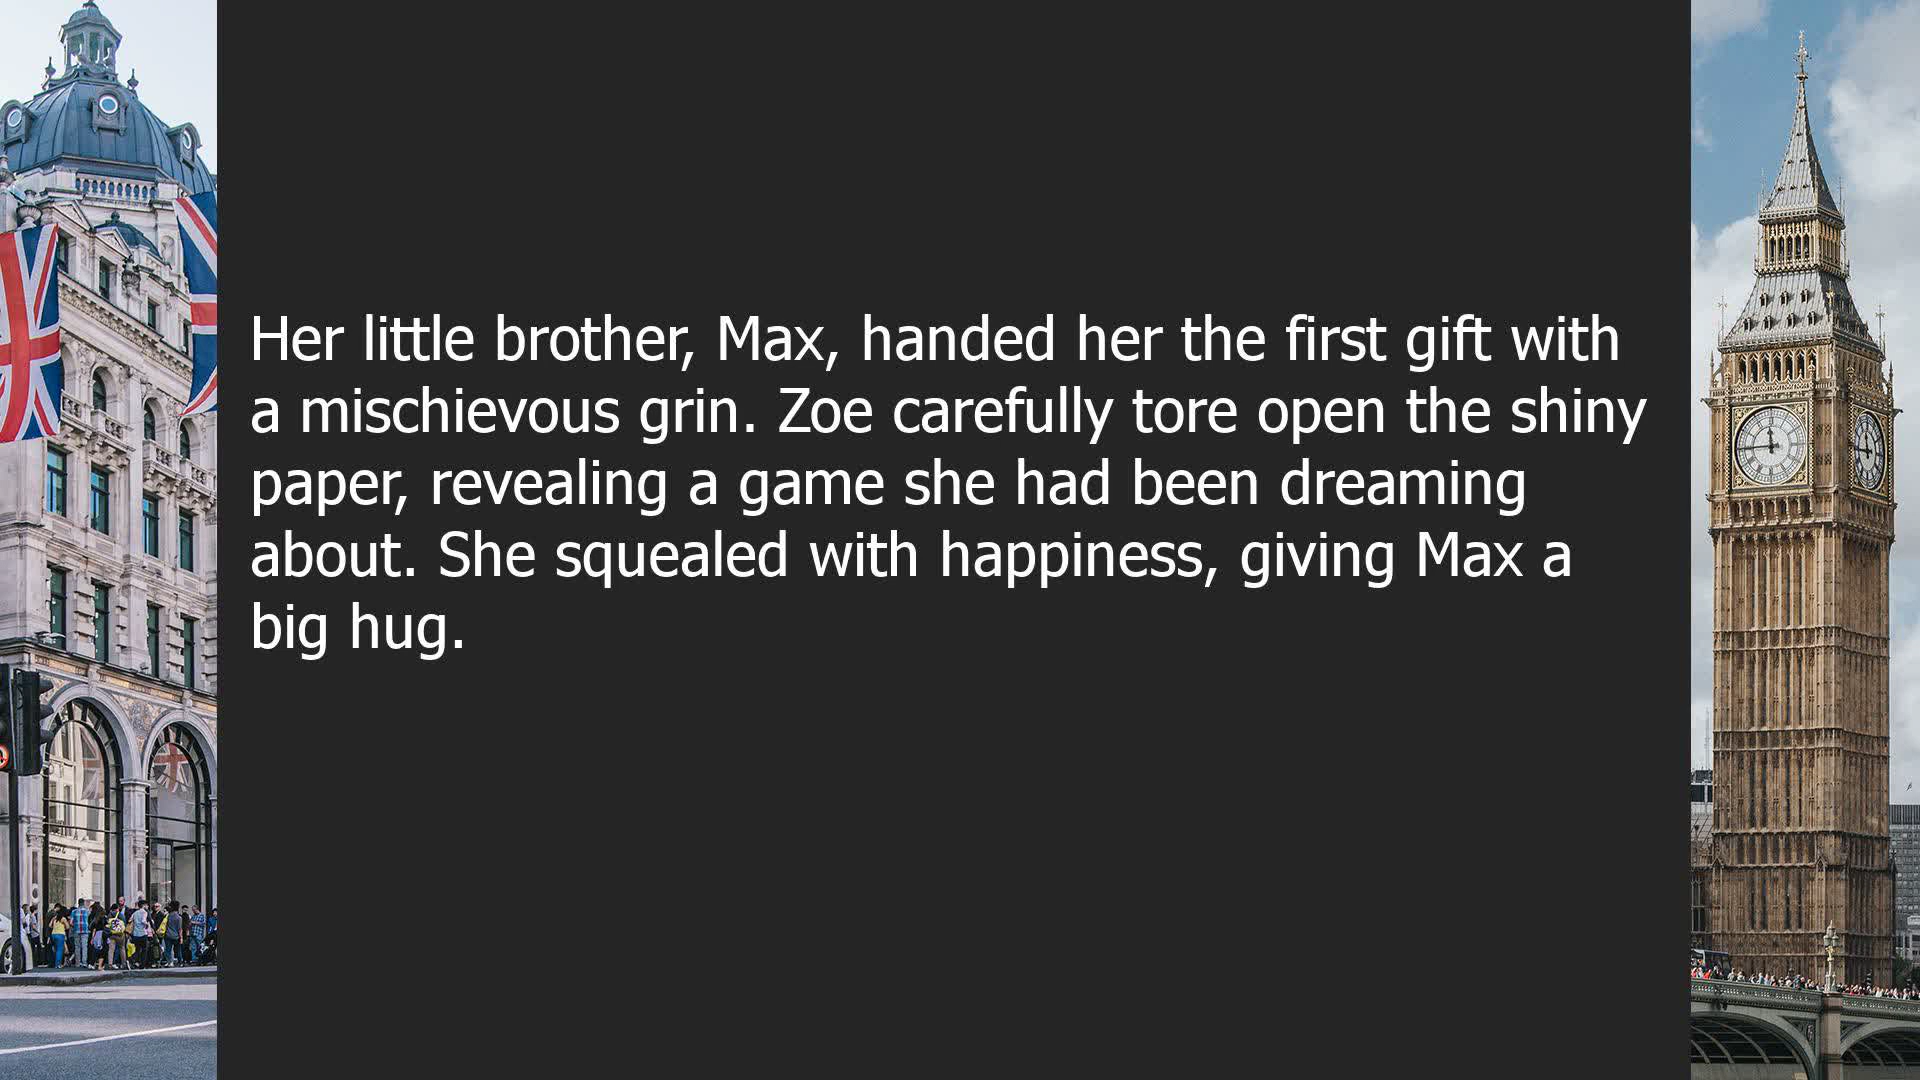 Her little brother, Max, handed her the first gift with
a mischievous grin. Zoe carefully tore open the shiny
paper, revealing a game she had been dreaming
about. She squealed with happiness, giving Max a
big hug.